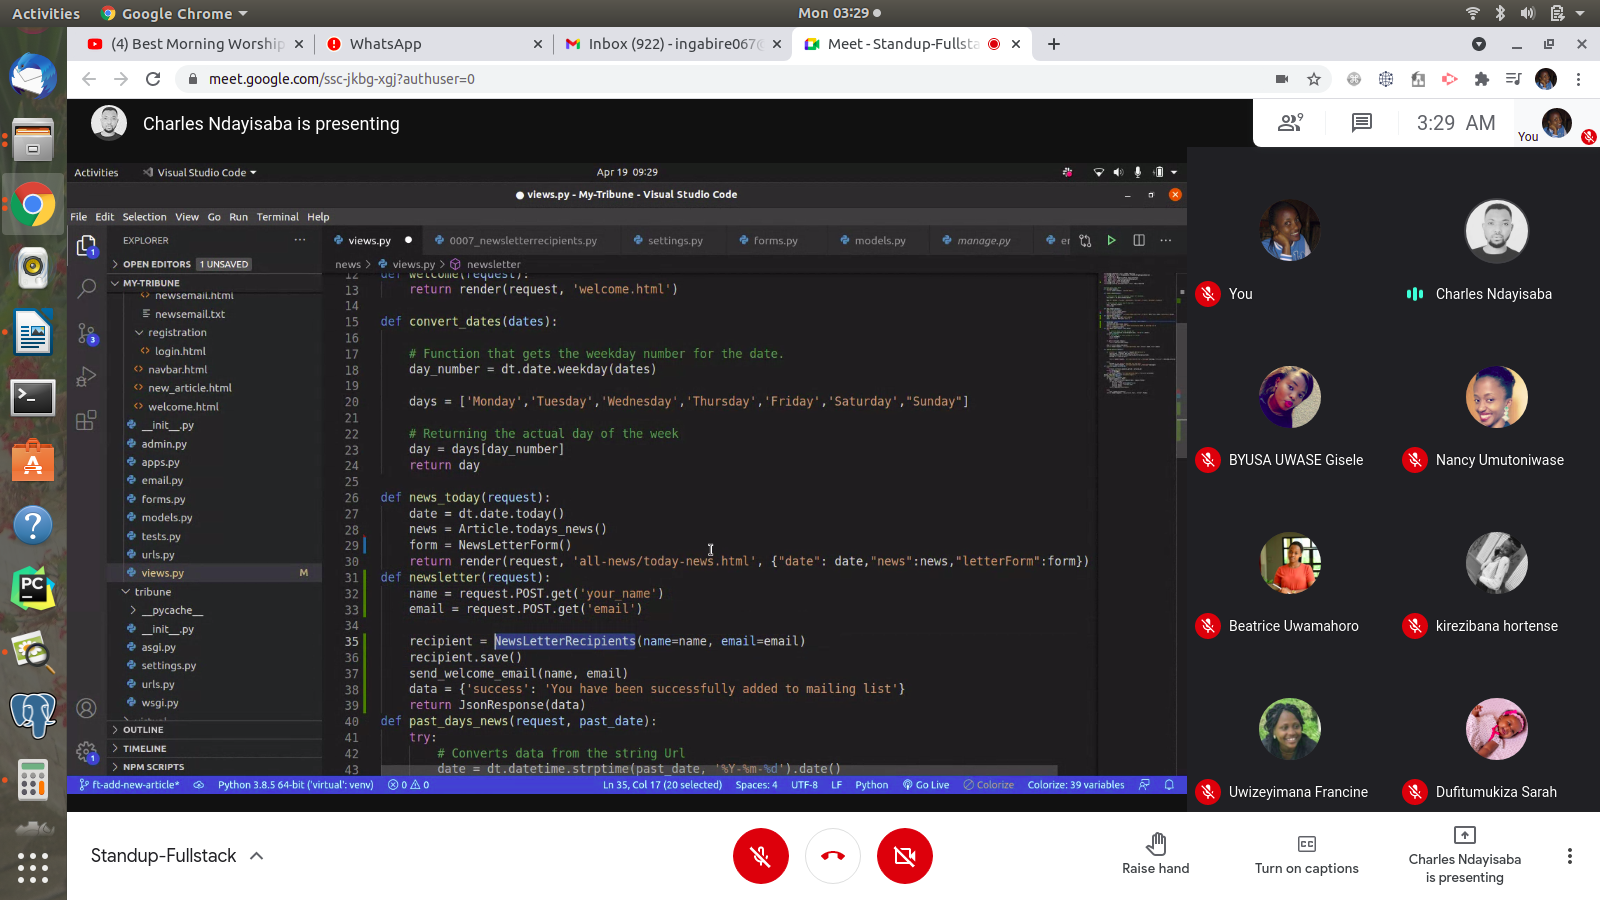 Activities
Google Chrome
Mon 03:29
(4) Best Morning Worship
WhatsApp
Inbox (922) - ingabire067@
Meet - Standup-Fullsta
meet.google.com/ssc-jkbg-xgj?authuser=0
Charles Ndayisaba is presenting
9
3:29 AM
You
Activities
Visual Studio Code
Apr 19 09:29
views.py - My-Tribune - Visual Studio Code
File Edit Selection View Go Run Terminal Help
EXPLORER
views.py
0007_newsletterrecipients.py
settings.py
forms.py
models.py
manage.py
OPEN EDITORS 1 UNSAVED
MY-TRIBUNE
newsemail.html
newsemail.txt
registration
login.html
navbar.html
new_article.html
welcome.html
__init__.py
admin.py
apps.py
email.py
forms.py
models.py
tests.py
urls.py
views.py M
tribune
__pycache__
__init__.py
asgi.py
settings.py
urls.py
wsgi.py
OUTLINE
TIMELINE
NPM SCRIPTS
news > views.py > newsletter
12 def welcome(request):
13 return render(request, 'welcome.html')
14
15 def convert_dates(dates):
16
17 # Function that gets the weekday number for the date.
18 day_number = dt.date.weekday(dates)
19
20 days = ['Monday','Tuesday','Wednesday','Thursday','Friday','Saturday',"Sunday"]
21
22 # Returning the actual day of the week
23 day = days[day_number]
24 return day
25
26 def news_today(request):
27 date = dt.date.today()
28 news = Article.todays_news()
29 form = NewsLetterForm()
30 return render(request, 'all-news/today-news.html', {"date": date,"news":news,"letterForm":form})
31 def newsletter(request):
32 name = request.POST.get('your_name')
33 email = request.POST.get('email')
34
35 recipient = NewsLetterRecipients(name=name, email=email)
36 recipient.save()
37 send_welcome_email(name, email)
38 data = {'success': 'You have been successfully added to mailing list'}
39 return JsonResponse(data)
40 def past_days_news(request, past_date):
41 try:
42 # Converts data from the string Url
43 date = dt.datetime.strptime(past_date, '%Y-%m-%d').date()
ft-add-new-article*
Python 3.8.5 64-bit ('virtual': venv)
0 0
Ln 35, Col 17 (20 selected)
Spaces: 4
UTF-8
LF
Python
Go Live
Colorize
Colorize: 39 variables
You
Charles Ndayisaba
BYUSA UWASE Gisele
Nancy Umutoniwase
Beatrice Uwamahoro
kirezibana hortense
Uwizeyimana Francine
Dufitumukiza Sarah
Standup-Fullstack
Raise hand
Turn on captions
Charles Ndayisaba
is presenting